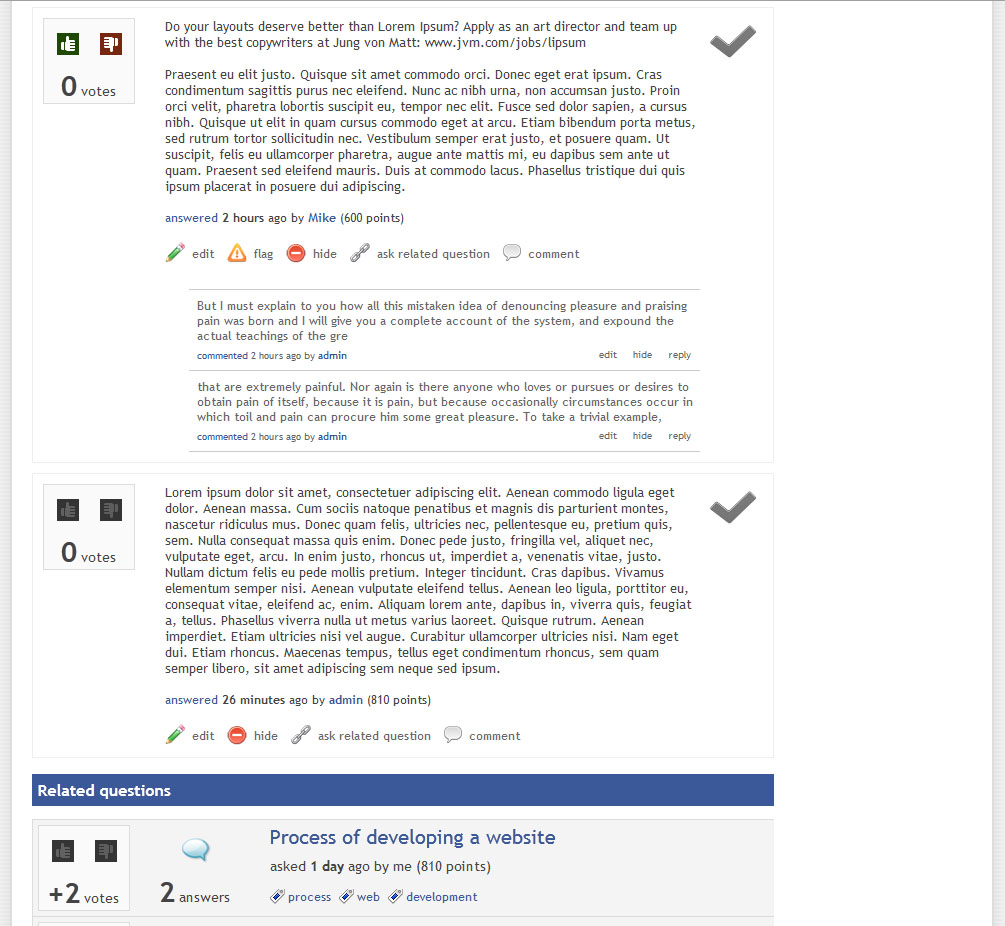 Do your layouts deserve better than Lorem Ipsum? Apply as an art director and team up
with the best copywriters at Jung von Matt: www.jvm.com/jobs/lipsum
0 votes
Praesent eu elit justo. Quisque sit amet commodo orci. Donec eget erat ipsum. Cras
condimentum sagittis purus nec eleifend. Nunc ac nibh urna, non accumsan justo. Proin
orci velit, pharetra lobortis suscipit eu, tempor nec elit. Fusce sed dolor sapien, a cursus
nibh. Quisque ut elit in quam cursus commodo eget at arcu. Etiam bibendum porta metus,
sed rutrum tortor sollicitudin nec. Vestibulum semper erat justo, et posuere quam. Ut
suscipit, felis eu ullamcorper pharetra, augue ante mattis mi, eu dapibus sem ante ut
quam. Praesent sed eleifend mauris. Duis at commodo lacus. Phasellus tristique dui quis
ipsum placerat in posuere dui adipiscing.
answered 2 hours ago by Mike (600 points)
edit flag hide ask related question comment
But I must explain to you how all this mistaken idea of denouncing pleasure and praising
pain was born and I will give you a complete account of the system, and expound the
actual teachings of the gre
commented 2 hours ago by admin edit hide reply
that are extremely painful. Nor again is there anyone who loves or pursues or desires to
obtain pain of itself, because it is pain, but because occasionally circumstances occur in
which toil and pain can procure him some great pleasure. To take a trivial example,
commented 2 hours ago by admin edit hide reply
0 votes
Lorem ipsum dolor sit amet, consectetuer adipiscing elit. Aenean commodo ligula eget
dolor. Aenean massa. Cum sociis natoque penatibus et magnis dis parturient montes,
nascetur ridiculus mus. Donec quam felis, ultricies nec, pellentesque eu, pretium quis,
sem. Nulla consequat massa quis enim. Donec pede justo, fringilla vel, aliquet nec,
vulputate eget, arcu. In enim justo, rhoncus ut, imperdiet a, venenatis vitae, justo.
Nullam dictum felis eu pede mollis pretium. Integer tincidunt. Cras dapibus. Vivamus
elementum semper nisi. Aenean vulputate eleifend tellus. Aenean leo ligula, porttitor eu,
consequat vitae, eleifend ac, enim. Aliquam lorem ante, dapibus in, viverra quis, feugiat
a, tellus. Phasellus viverra nulla ut metus varius laoreet. Quisque rutrum. Aenean
imperdiet. Etiam ultricies nisi vel augue. Curabitur ullamcorper ultricies nisi. Nam eget
dui. Etiam rhoncus. Maecenas tempus, tellus eget condimentum rhoncus, sem quam
semper libero, sit amet adipiscing sem neque sed ipsum.
answered 26 minutes ago by admin (810 points)
edit hide ask related question comment
Related questions
+2 votes
2 answers
Process of developing a website
asked 1 day ago by me (810 points)
process web development